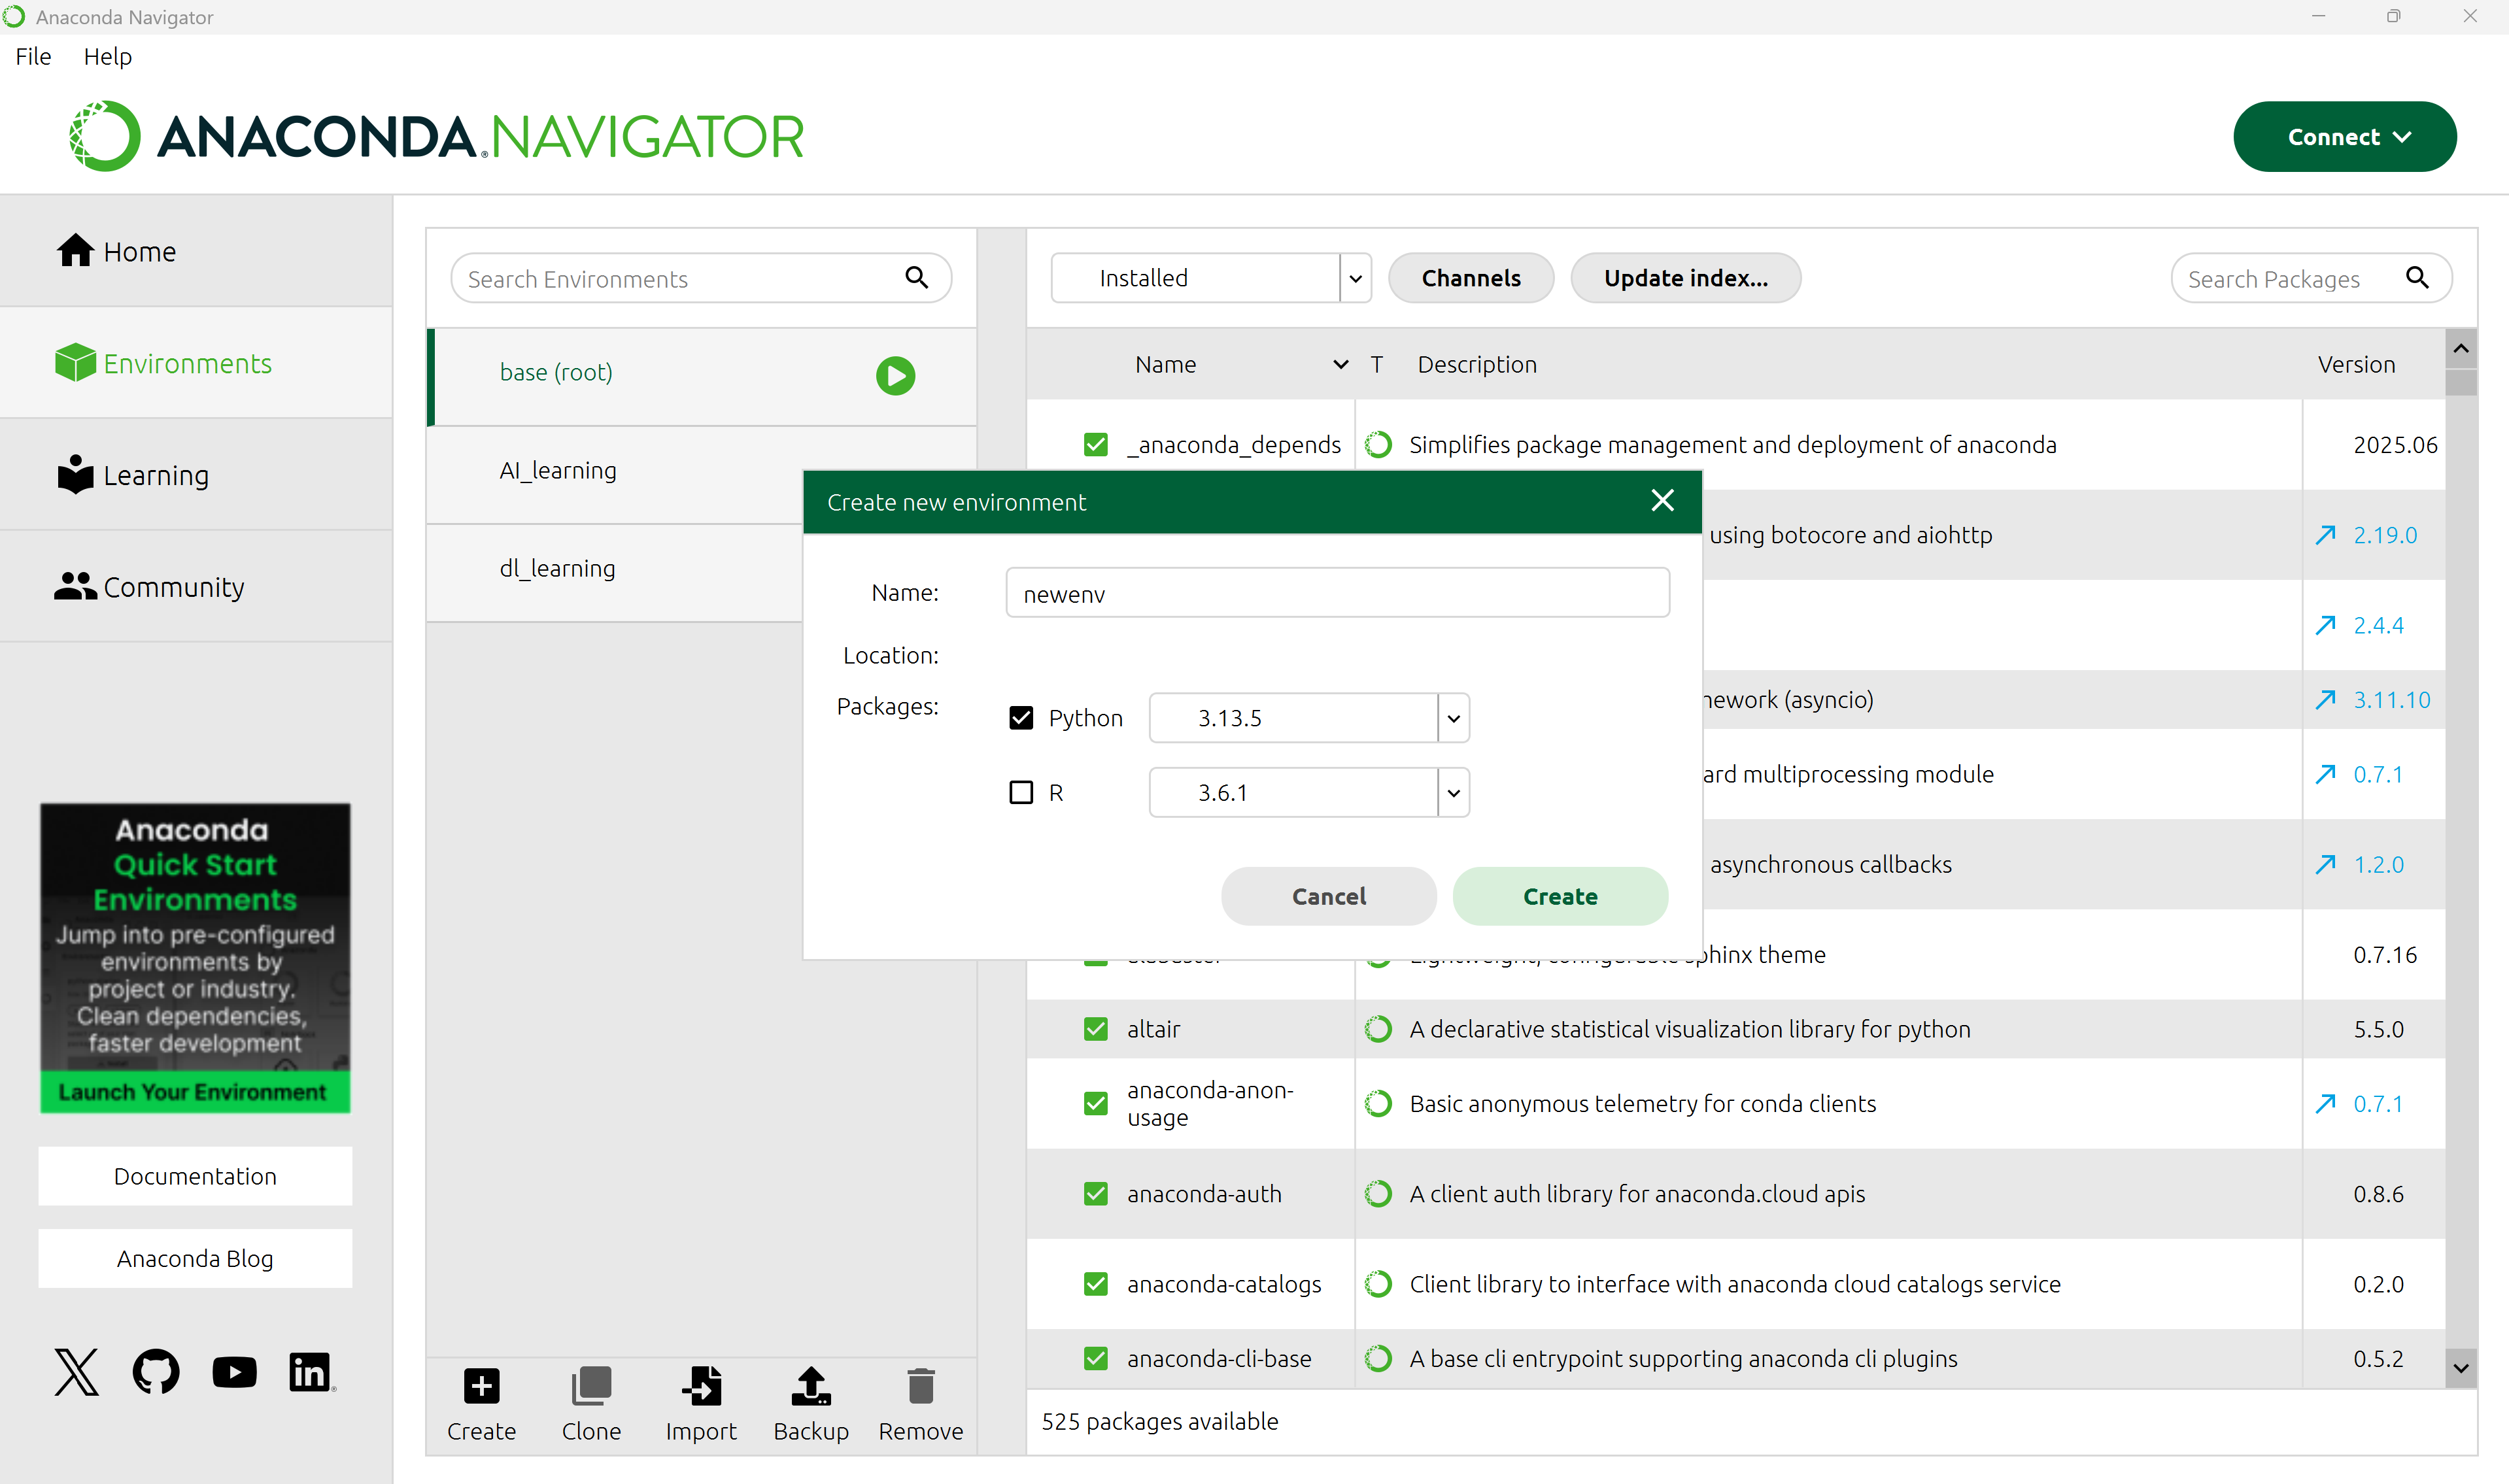 Anaconda Navigator
File Help
ANACONDA.NAVIGATOR
Connect
Home
Environments
Learning
Community
Anaconda
Quick Start
Environments
Jump into pre-configured
environments by
project or industry.
Clean dependencies,
faster development
Launch Your Environment
Documentation
Anaconda Blog
Search Environments
base (root)
AI_learning
dl_learning
Create Clone Import Backup Remove
Installed Channels Update index... Search Packages
Name T Description Version
_anaconda_depends Simplifies package management and deployment of anaconda 2025.06
using botocore and aiohttp 2.19.0
2.4.4
(asyncio) 3.11.10
multiprocessing module 0.7.1
asynchronous callbacks 1.2.0
theme 0.7.16
altair A declarative statistical visualization library for python 5.5.0
anaconda-anon-
usage Basic anonymous telemetry for conda clients 0.7.1
anaconda-auth A client auth library for anaconda.cloud apis 0.8.6
anaconda-catalogs Client library to interface with anaconda cloud catalogs service 0.2.0
anaconda-cli-base A base cli entrypoint supporting anaconda cli plugins 0.5.2
525 packages available
Create new environment
Name: newenv
Location:
Packages: Python 3.13.5
R 3.6.1
Cancel Create